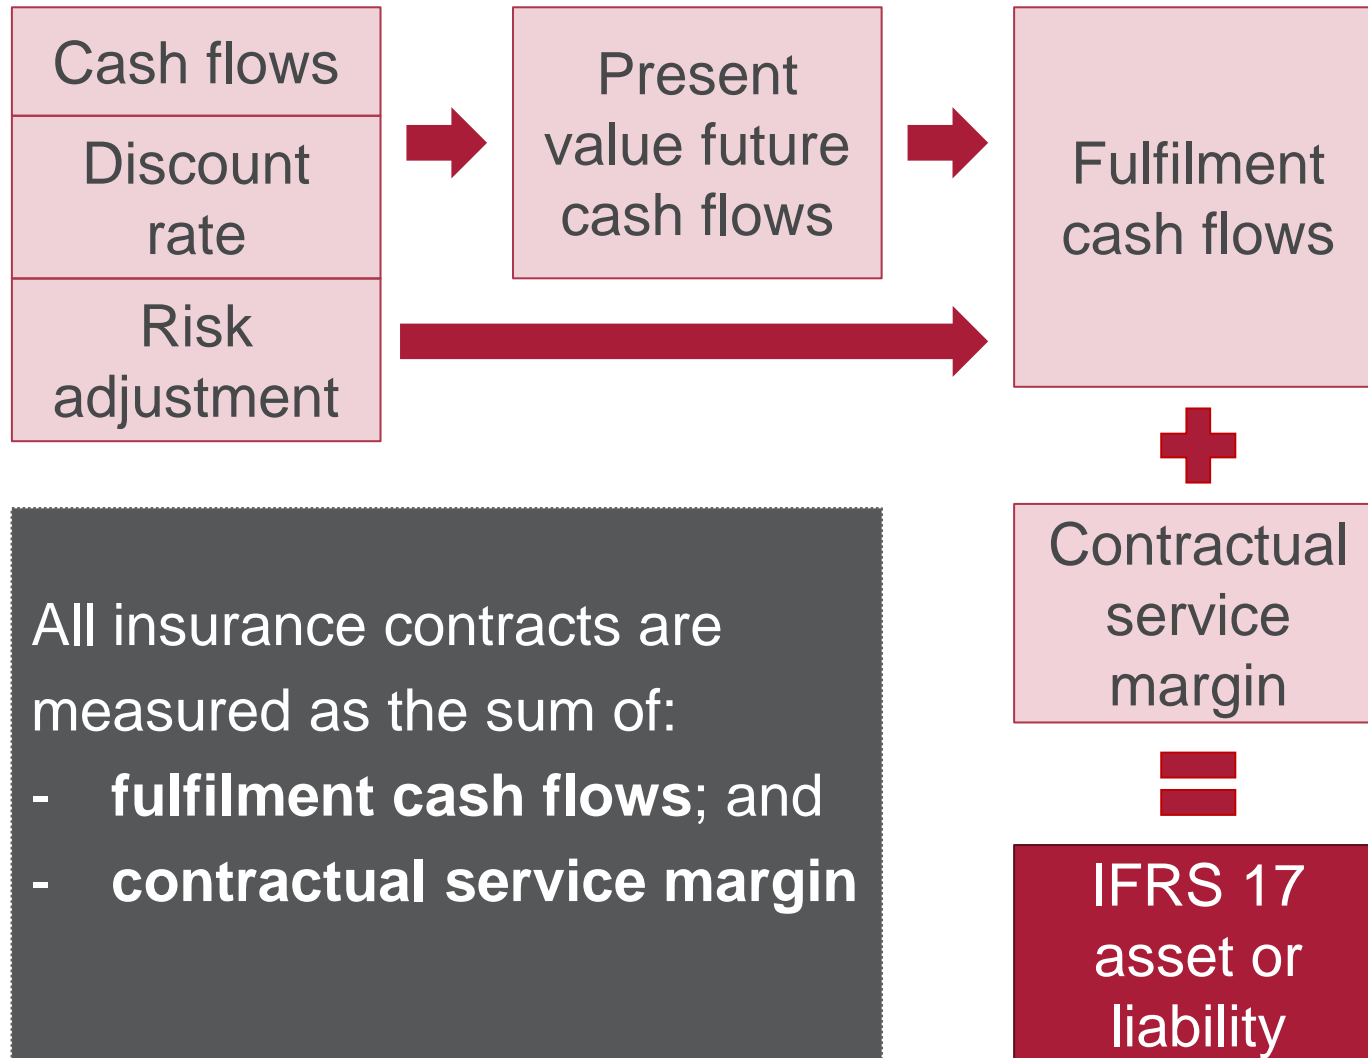 Cash flows
Discount
rate
Risk
adjustment
Present
value future
cash flows
Fulfilment
cash flows
Contractual
service
margin
IFRS 17
asset or
liability
All insurance contracts are
measured as the sum of:
- fulfilment cash flows; and
- contractual service margin